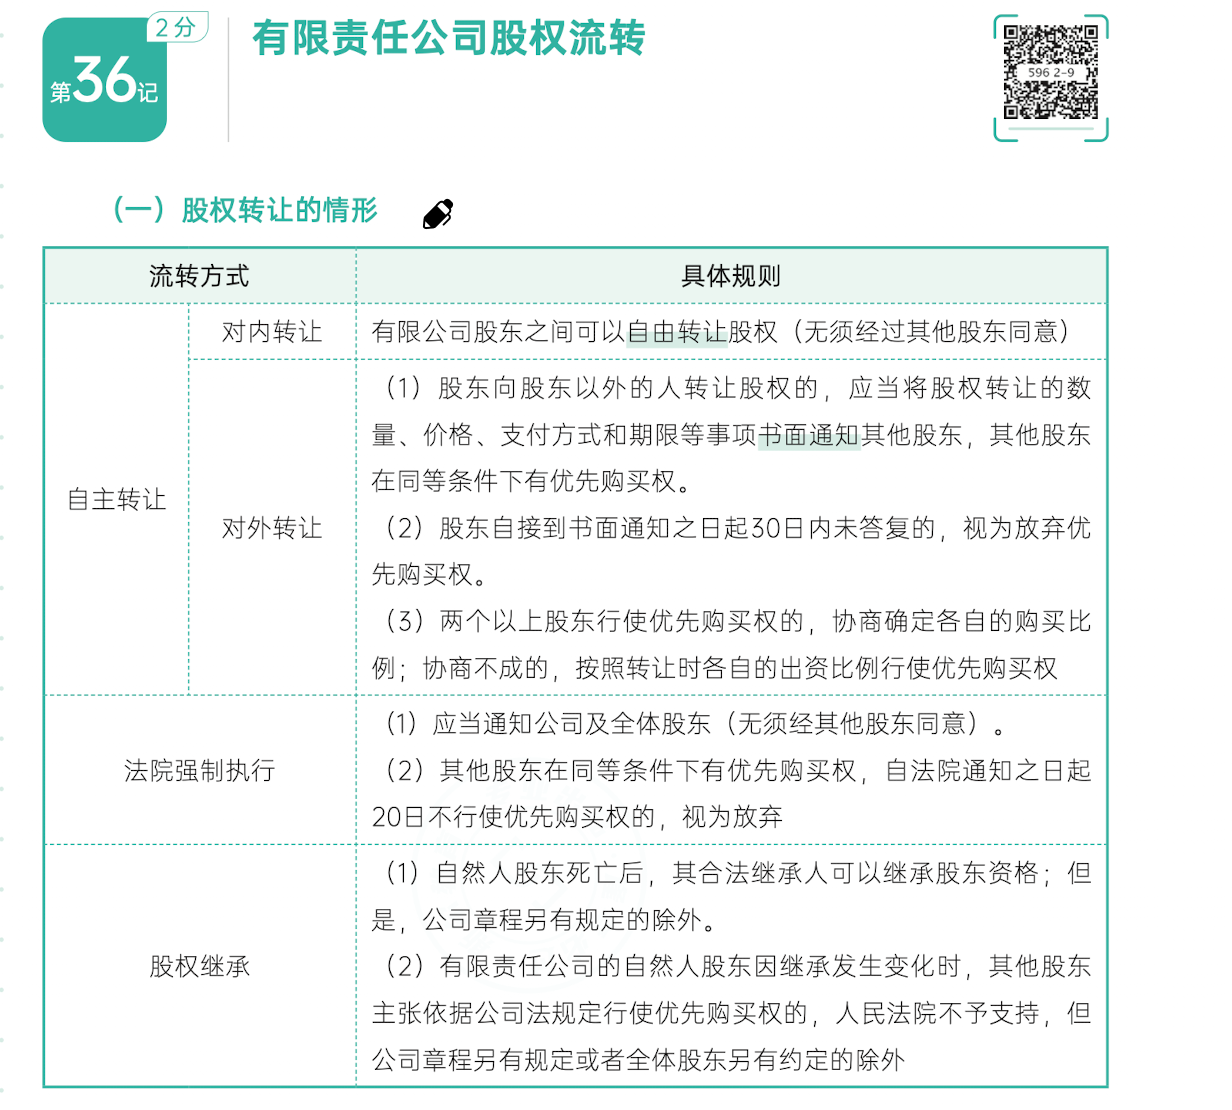 2分
第36记
有限责任公司股权流转
596 2-9
（一）股权转让的情形
流转方式
具体规则
自主转让
对内转让
有限公司股东之间可以自由转让股权（无须经过其他股东同意）
对外转让
（1）股东向股东以外的人转让股权的，应当将股权转让的数
量、价格、支付方式和期限等事项书面通知其他股东，其他股东
在同等条件下有优先购买权。
（2）股东自接到书面通知之日起30日内未答复的，视为放弃优
先购买权。
（3）两个以上股东行使优先购买权的，协商确定各自的购买比
例；协商不成的，按照转让时各自的出资比例行使优先购买权
法院强制执行
（1）应当通知公司及全体股东（无须经其他股东同意）。
（2）其他股东在同等条件下有优先购买权，自法院通知之日起
20日不行使优先购买权的，视为放弃
股权继承
（1）自然人股东死亡后，其合法继承人可以继承股东资格；但
是，公司章程另有规定的除外。
（2）有限责任公司的自然人股东因继承发生变化时，其他股东
主张依据公司法规定行使优先购买权的，人民法院不予支持，但
公司章程另有规定或者全体股东另有约定的除外